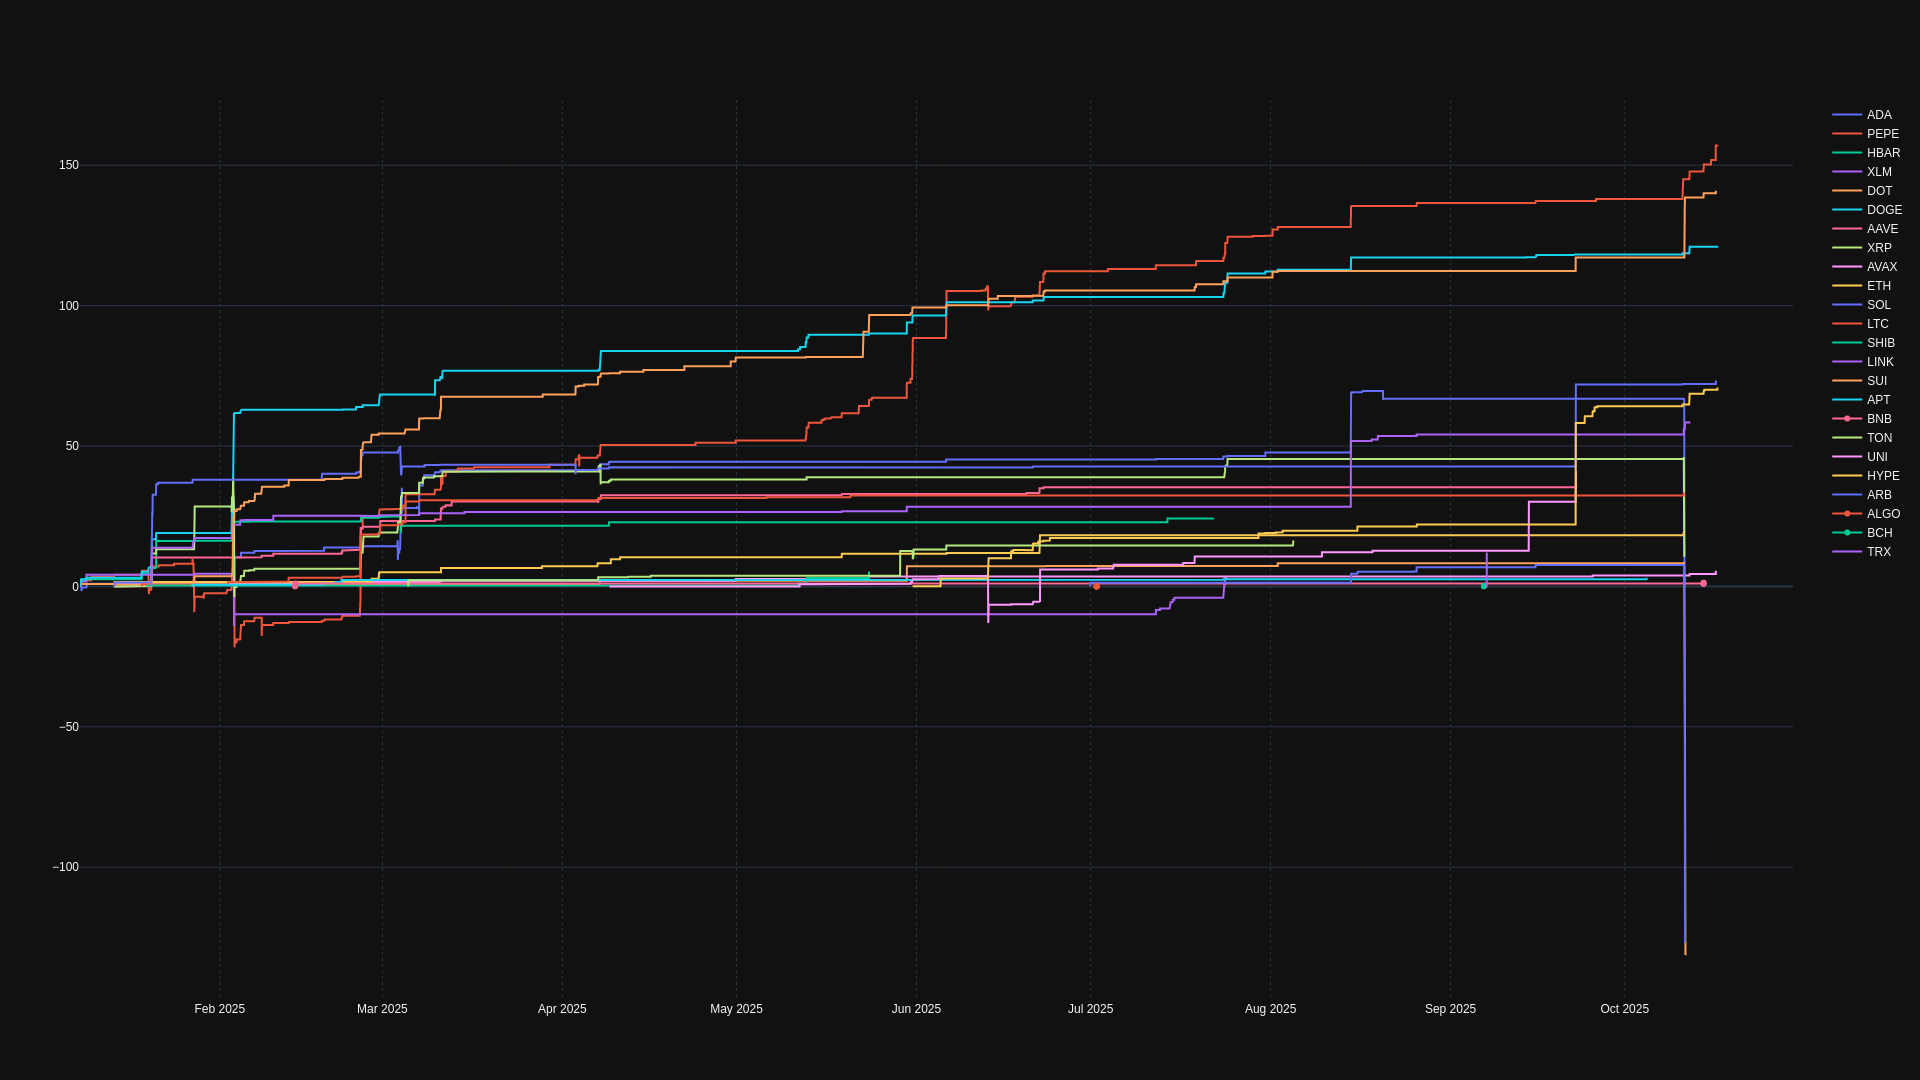 150
100
50
0
−50
−100
Feb 2025
Mar 2025
Apr 2025
May 2025
Jun 2025
Jul 2025
Aug 2025
Sep 2025
Oct 2025
ADA
PEPE
HBAR
XLM
DOT
DOGE
AAVE
XRP
AVAX
ETH
SOL
LTC
SHIB
LINK
SUI
APT
BNB
TON
UNI
HYPE
ARB
ALGO
BCH
TRX